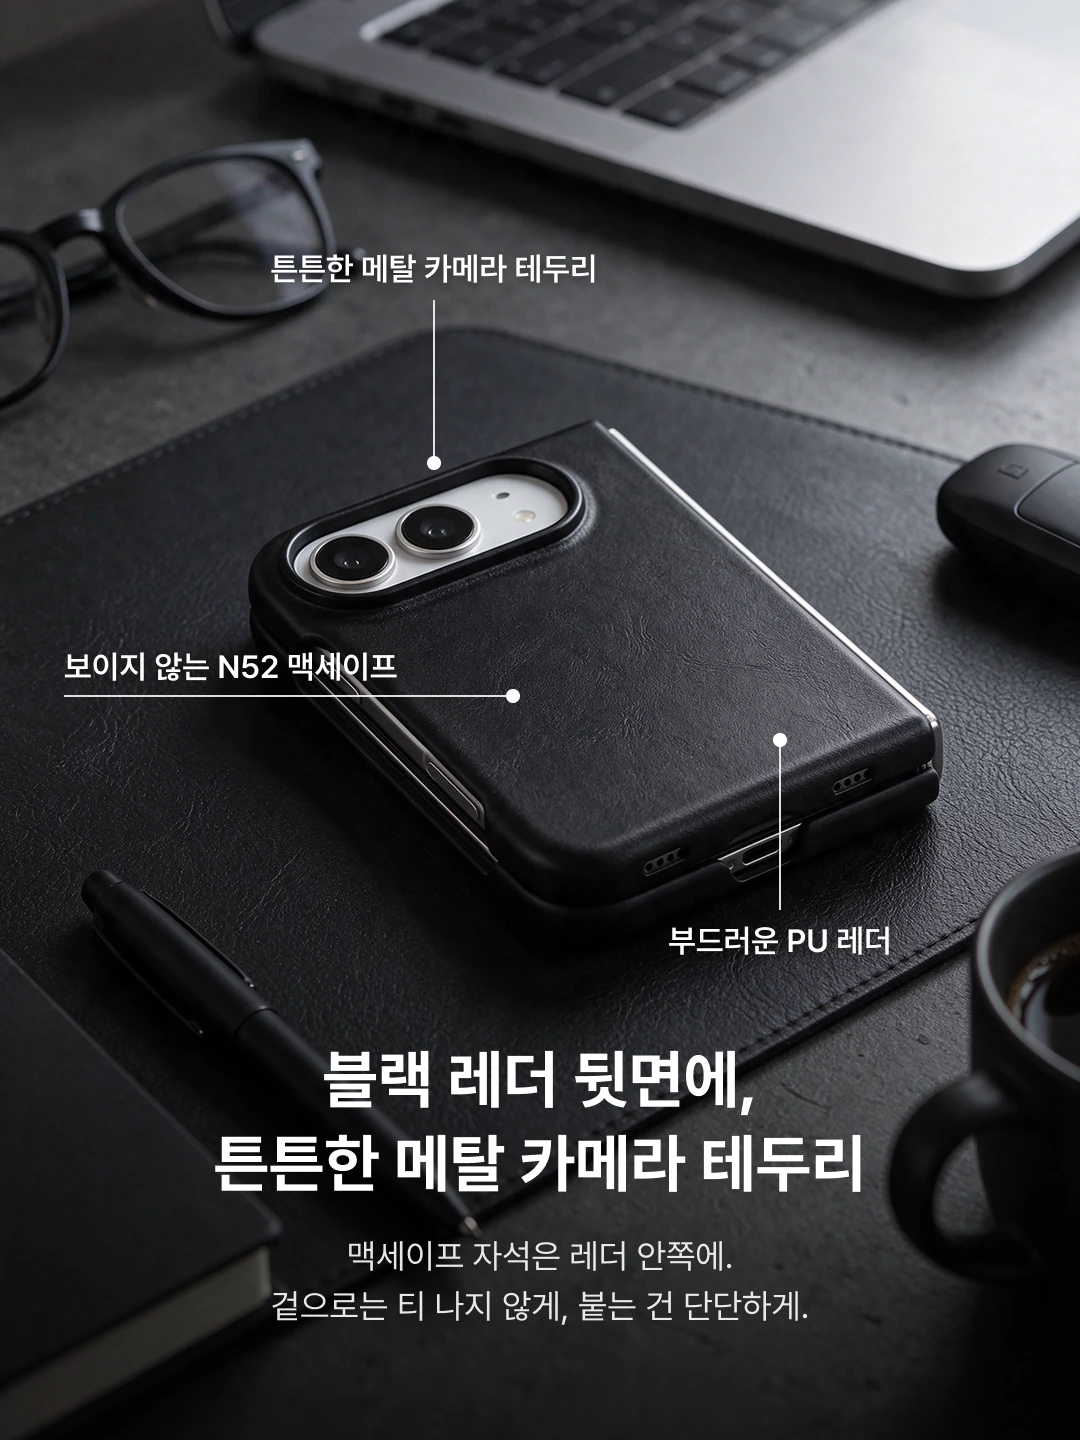 튼튼한 메탈 카메라 테두리
보이지 않는 N52 맥세이프
부드러운 PU 레더
블랙 레더 뒷면에,
튼튼한 메탈 카메라 테두리
맥세이프 자석은 레더 안쪽에.
겉으로는 티 나지 않게, 붙는 건 단단하게.